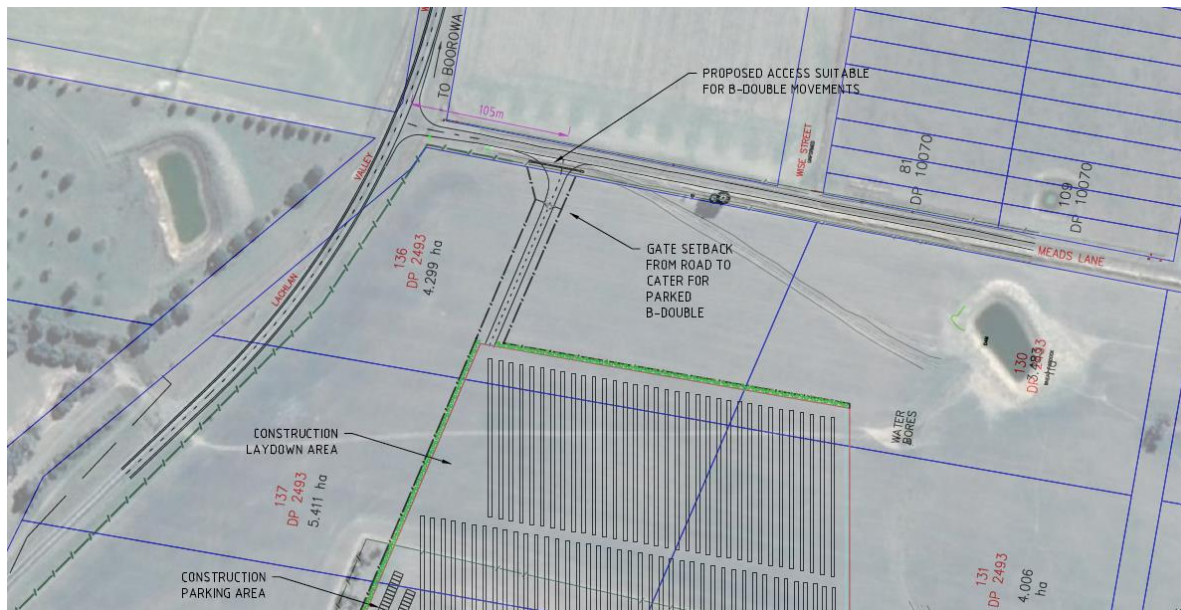 TO BOOROWA
105m
PROPOSED ACCESS SUITABLE
FOR B-DOUBLE MOVEMENTS
WISE STREET
81
DP 10070
109
DP 10070
VALLEY
LACHLAN
136
DP 2493
4.299 ha
GATE SETBACK
FROM ROAD TO
CATER FOR
PARKED
B-DOUBLE
MEADS LANE
130
DP 2493
WATER
BORES
CONSTRUCTION
LAYDOWN AREA
137
DP 2493
5.411 ha
CONSTRUCTION
PARKING AREA
131
DP 2493
4.006
ha